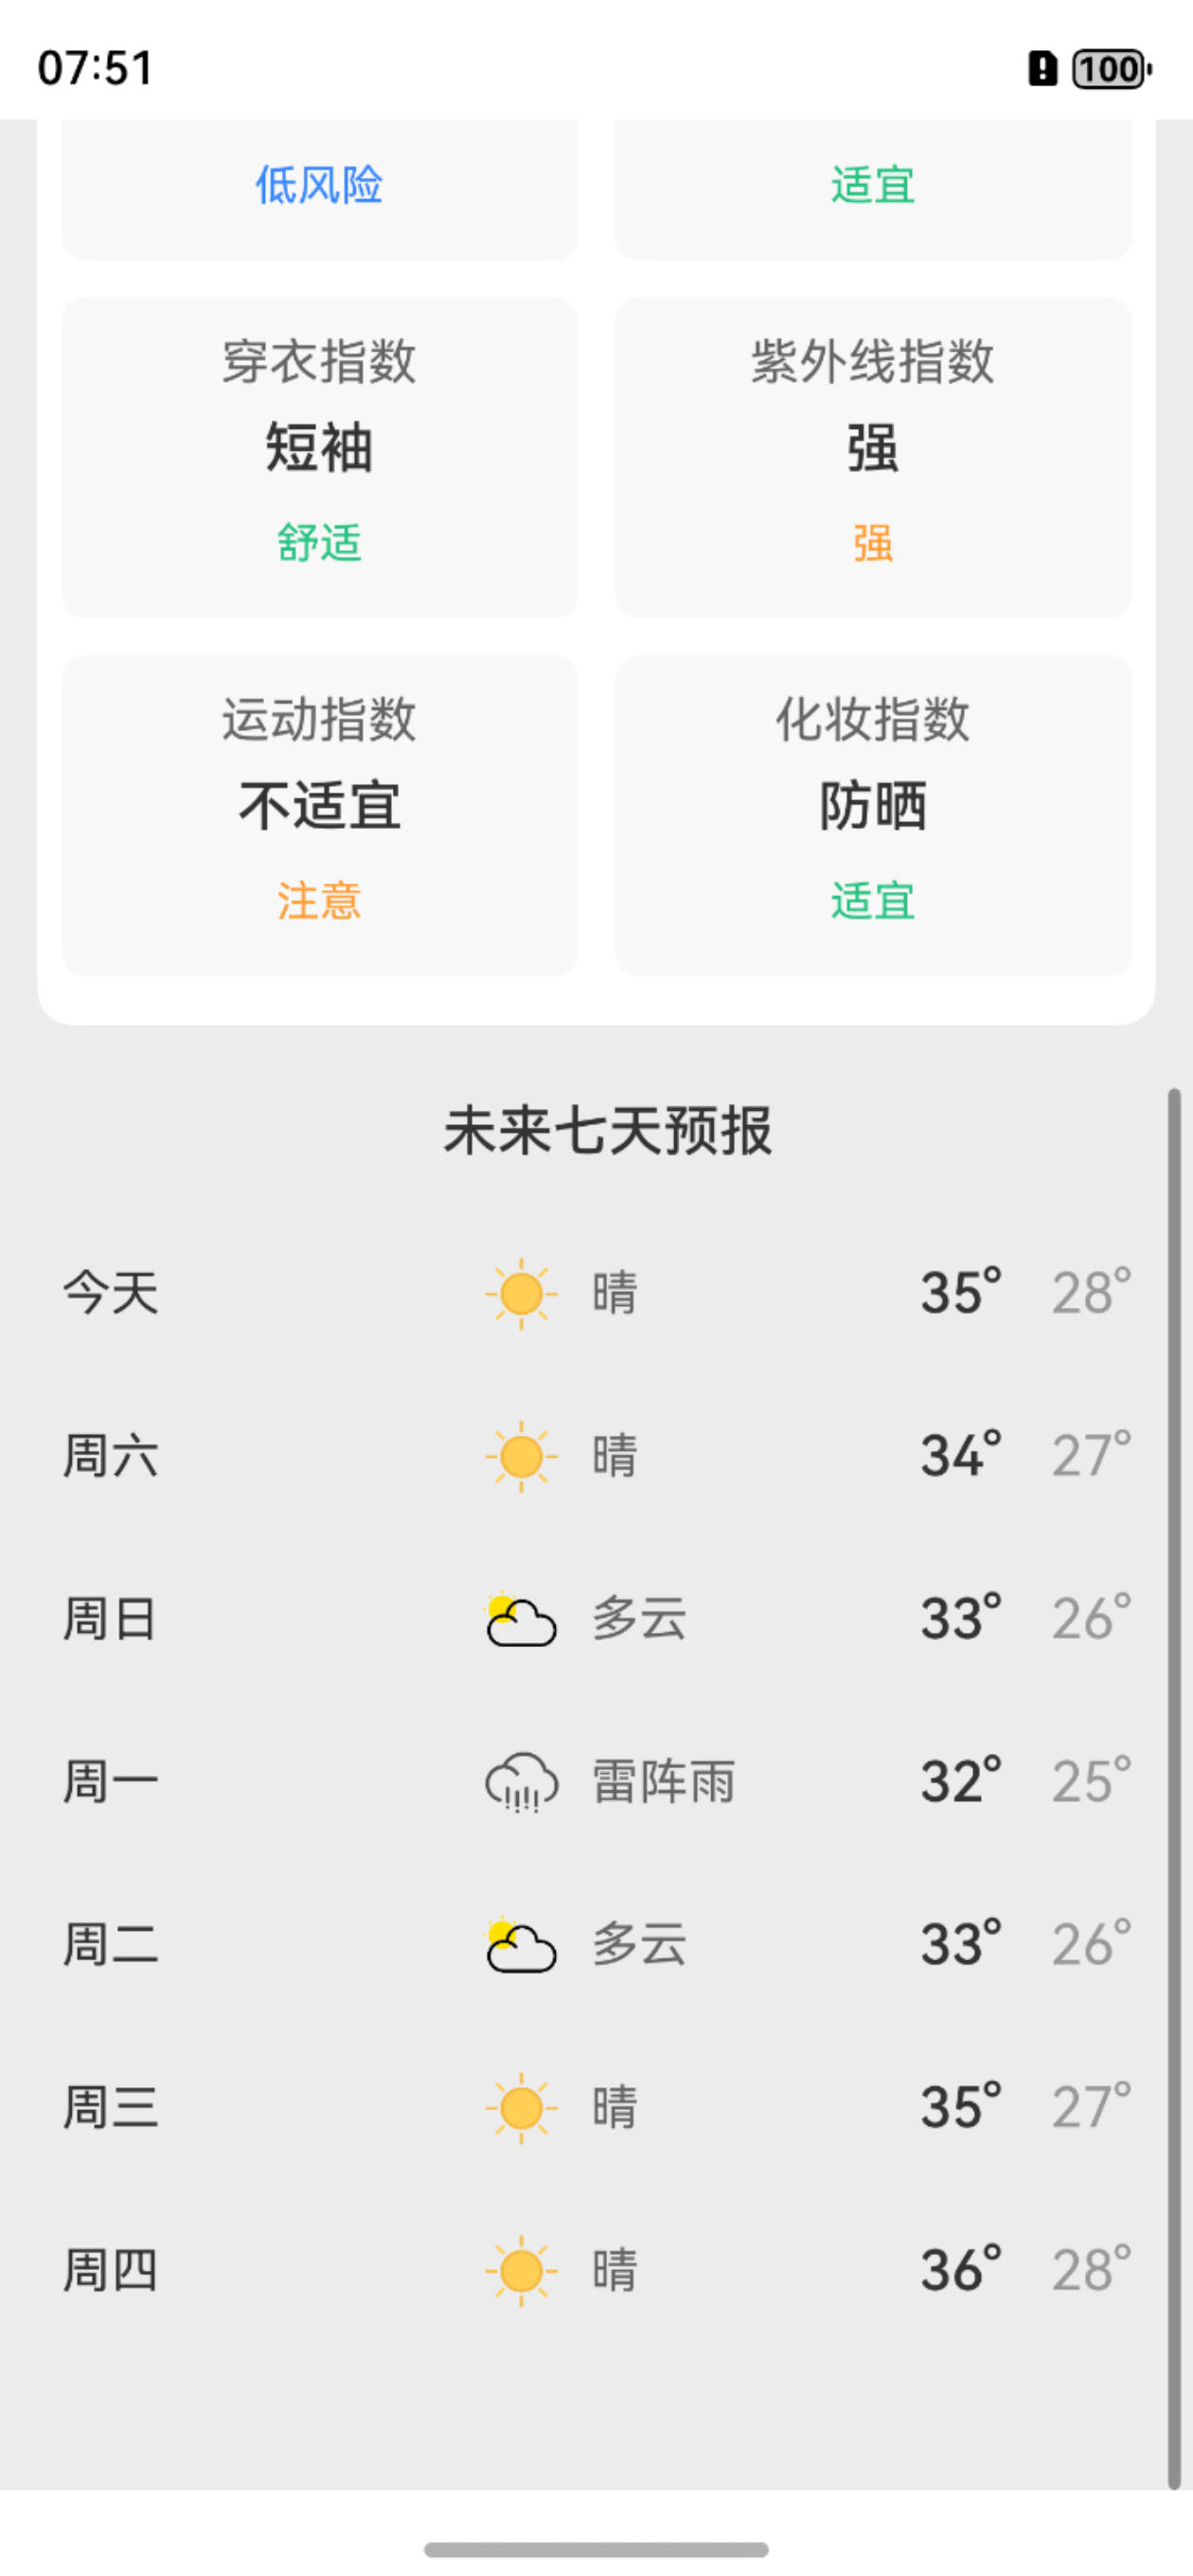 07:51
100
低风险
适宜
穿衣指数
短袖
舒适
紫外线指数
强
强
运动指数
不适宜
注意
化妆指数
防晒
适宜
未来七天预报
今天 晴 35° 28°
周六 晴 34° 27°
周日 多云 33° 26°
周一 雷阵雨 32° 25°
周二 多云 33° 26°
周三 晴 35° 27°
周四 晴 36° 28°